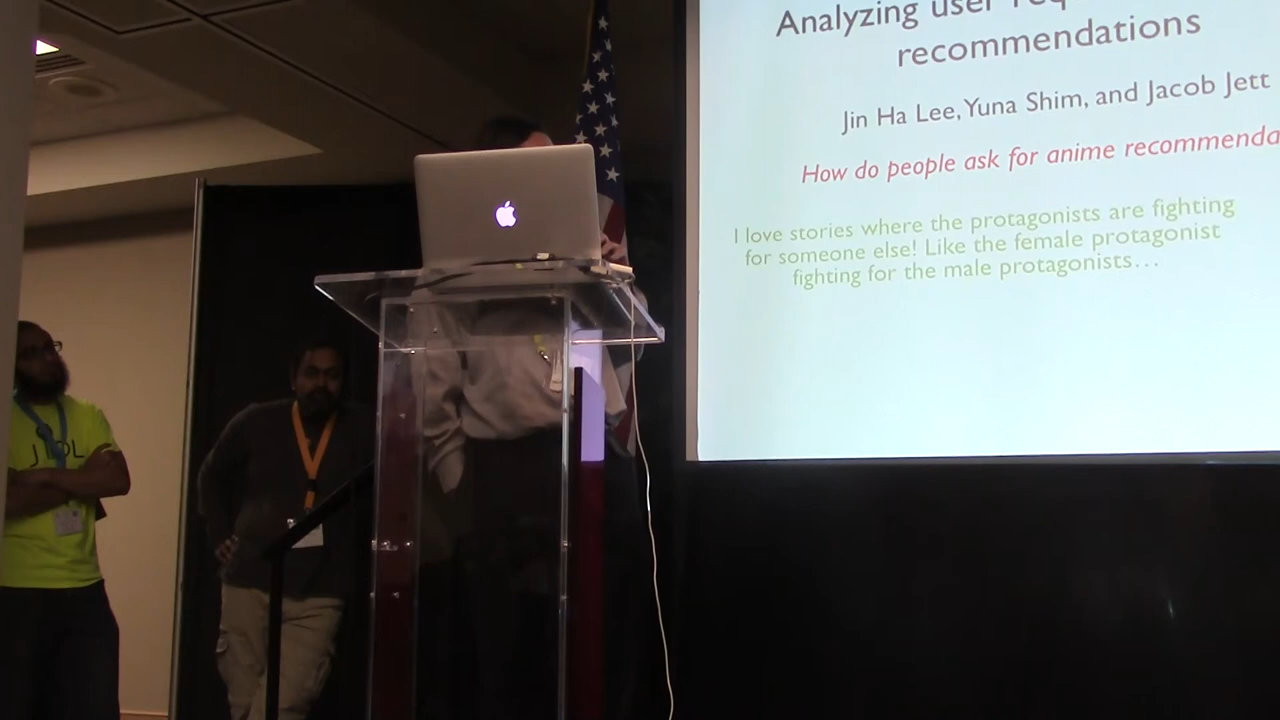 Analyzing user
recommendations
Jin Ha Lee, Yuna Shim, and Jacob Jett
How do people ask for anime recommenda
I love stories where the protagonists are fighting
for someone else! Like the female protagonist
fighting for the male protagonists…